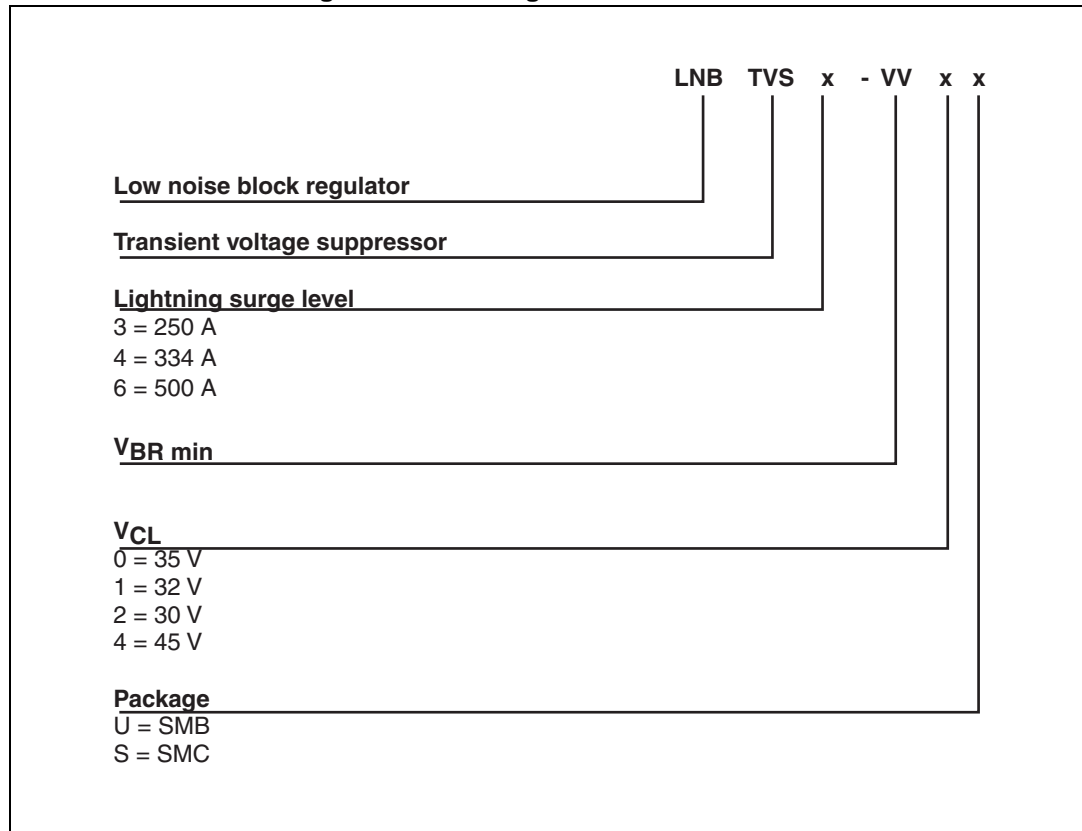 LNB TVS x - VV x x
Low noise block regulator
Transient voltage suppressor
Lightning surge level
3 = 250 A
4 = 334 A
6 = 500 A
VBR min
VCL
0 = 35 V
1 = 32 V
2 = 30 V
4 = 45 V
Package
U = SMB
S = SMC